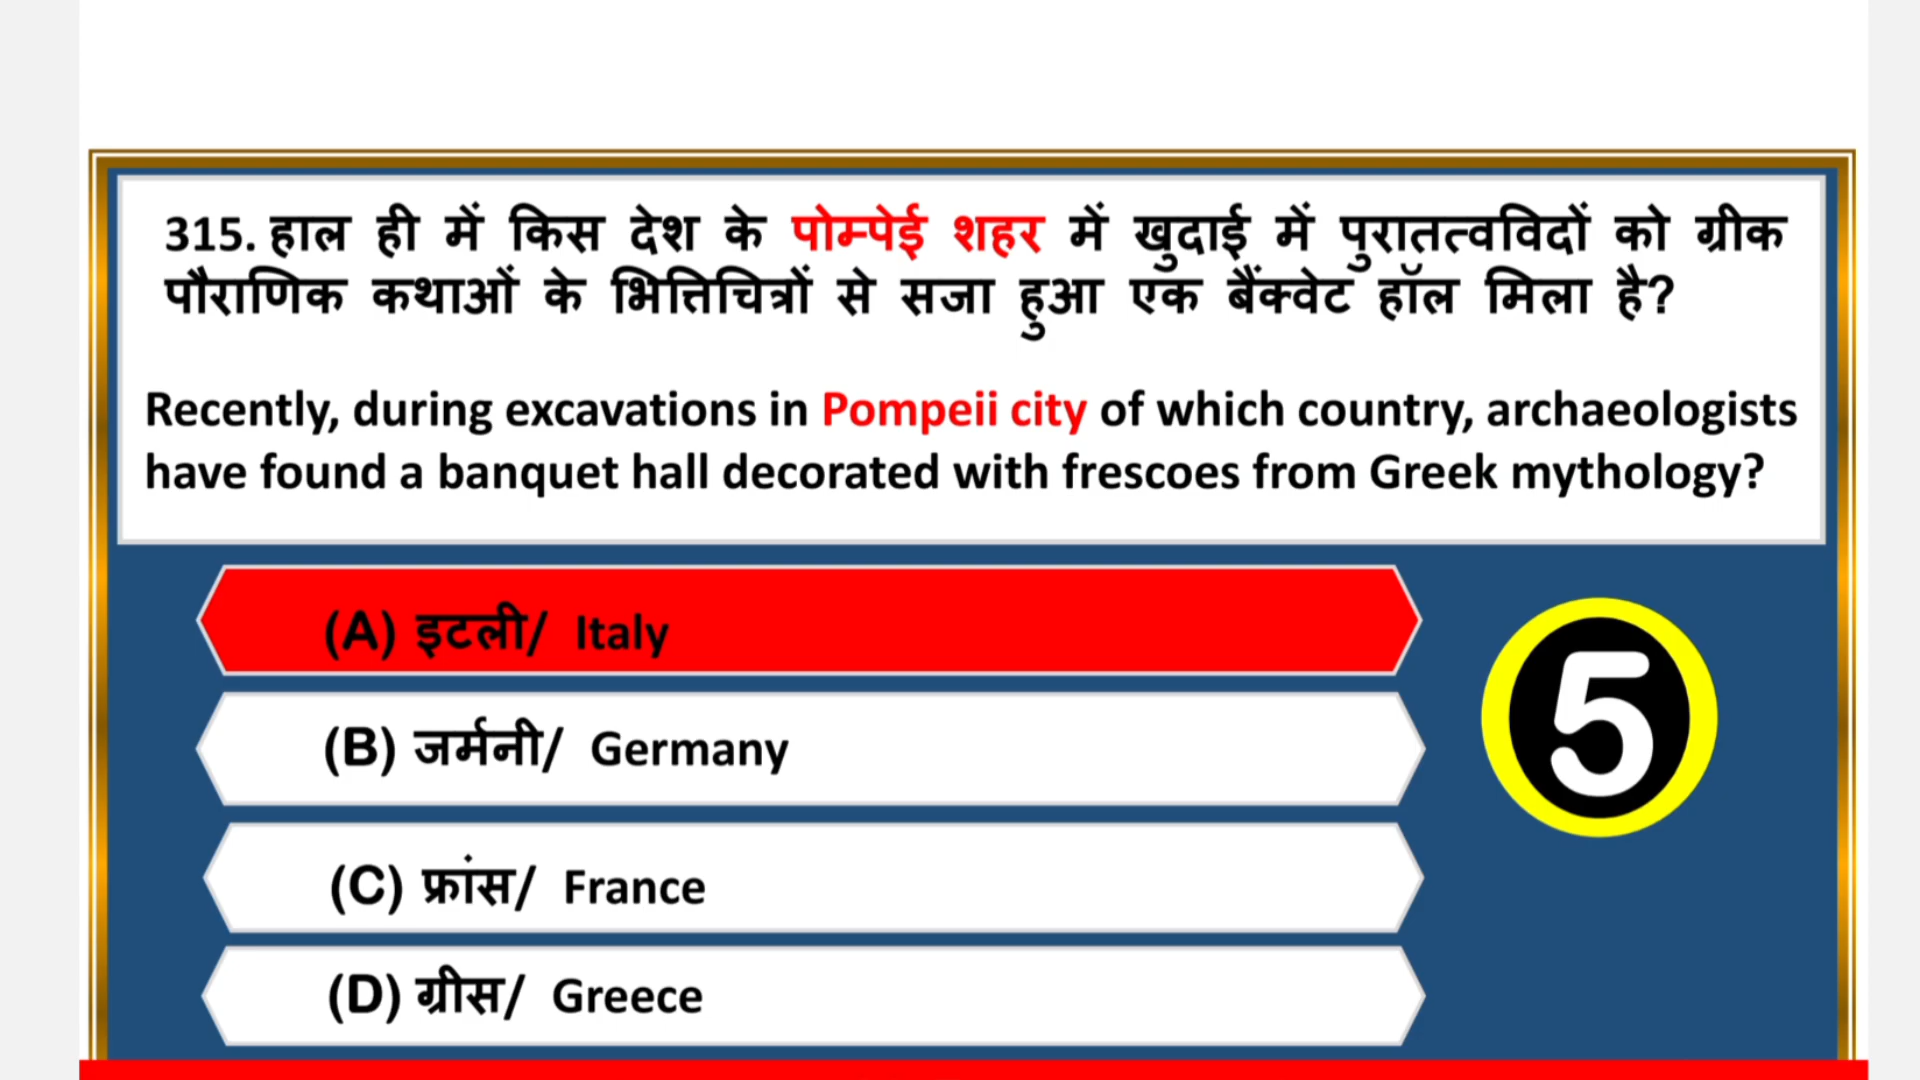 315. हाल ही में किस देश के पोम्पेई शहर में खुदाई में पुरातत्वविदों को ग्रीक
पौराणिक कथाओं के भित्तिचित्रों से सजा हुआ एक बैंक्वेट हॉल मिला है?
Recently, during excavations in Pompeii city of which country, archaeologists
have found a banquet hall decorated with frescoes from Greek mythology?
(A) इटली/ Italy
(B) जर्मनी/ Germany
5
(C) फ्रांस/ France
(D) ग्रीस/ Greece